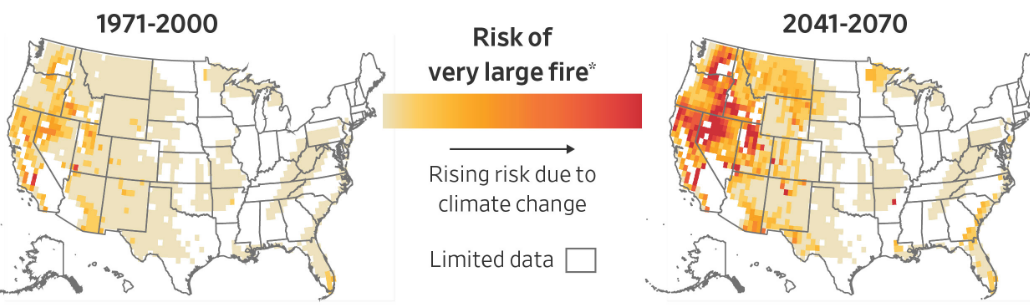 1971-2000
Risk of
very large fire*
Rising risk due to
climate change
Limited data
2041-2070